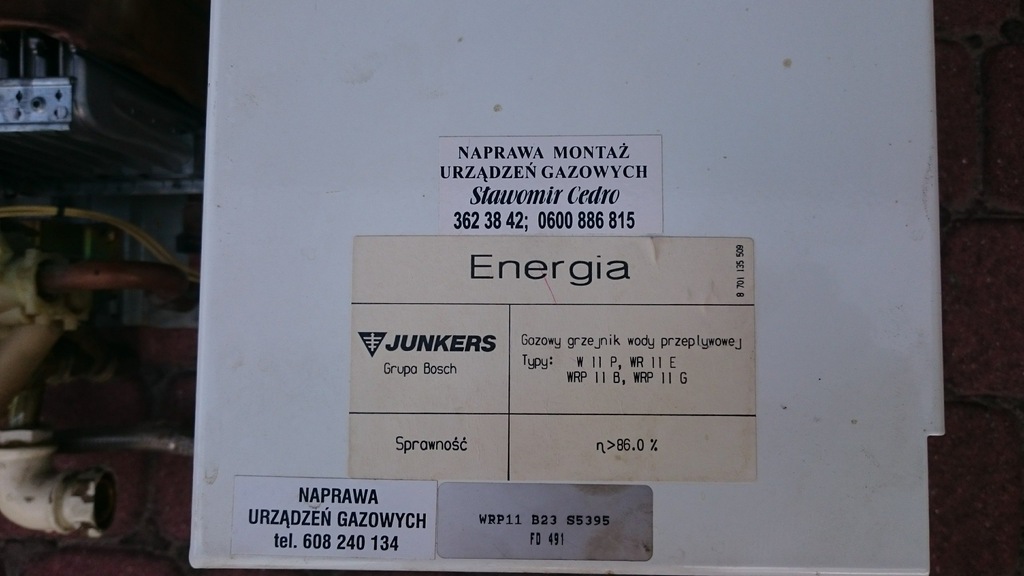 NAPRAWA MONTAŻ
URZĄDZEŃ GAZOWYCH
Sławomir Cedro
362 38 42; 0600 886 815
Energia
8 701 135 509
JUNKERS
Grupa Bosch
Gazowy grzejnik wody przepływowej
Typy: W 11 P, WR 11 E
WRP 11 B, WRP 11 G
Sprawność
η>86.0 %
NAPRAWA
URZĄDZEŃ GAZOWYCH
tel. 608 240 134
WRP11 B23 S5395
FD 491